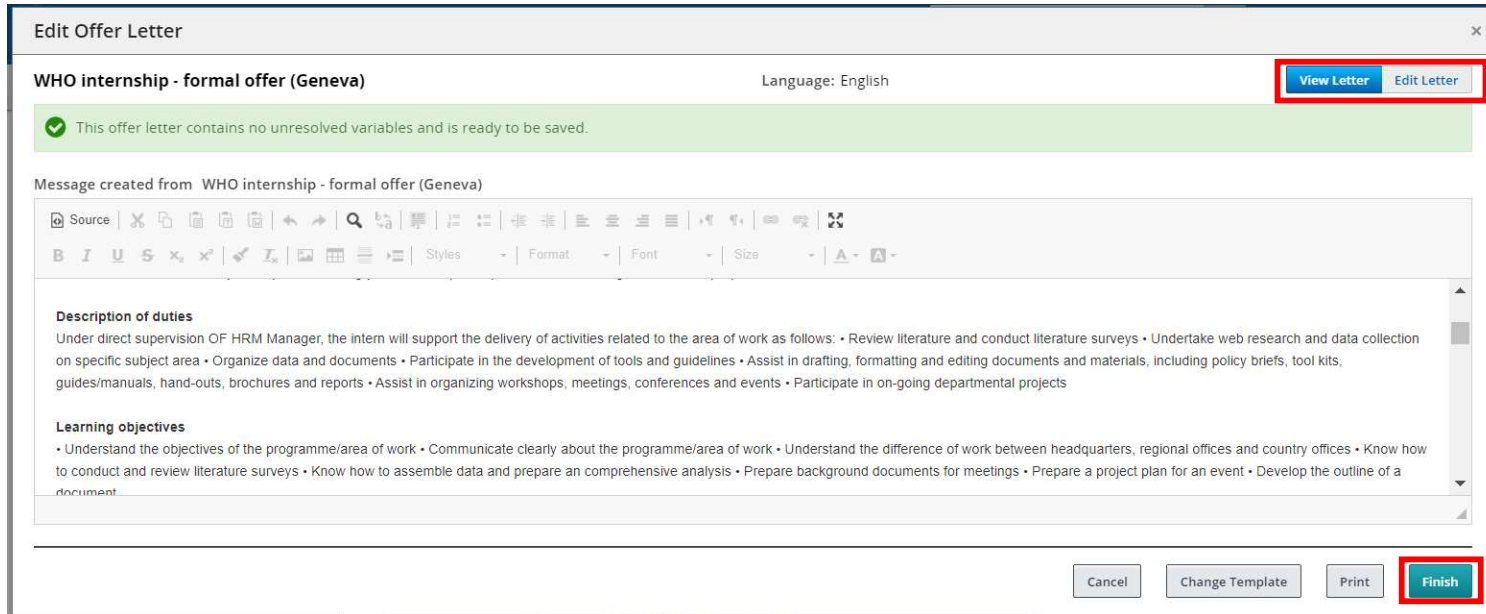 Edit Offer Letter ×
WHO internship - formal offer (Geneva) Language: English View Letter Edit Letter
This offer letter contains no unresolved variables and is ready to be saved.
Message created from WHO internship - formal offer (Geneva)
Source
B I U S x₂ x² Iₓ Styles Format Font Size A A
Description of duties
Under direct supervision OF HRM Manager, the intern will support the delivery of activities related to the area of work as follows: • Review literature and conduct literature surveys • Undertake web research and data collection
on specific subject area • Organize data and documents • Participate in the development of tools and guidelines • Assist in drafting, formatting and editing documents and materials, including policy briefs, tool kits,
guides/manuals, hand-outs, brochures and reports • Assist in organizing workshops, meetings, conferences and events • Participate in on-going departmental projects
Learning objectives
• Understand the objectives of the programme/area of work • Communicate clearly about the programme/area of work • Understand the difference of work between headquarters, regional offices and country offices • Know how
to conduct and review literature surveys • Know how to assemble data and prepare an comprehensive analysis • Prepare background documents for meetings • Prepare a project plan for an event • Develop the outline of a
document
Cancel Change Template Print Finish